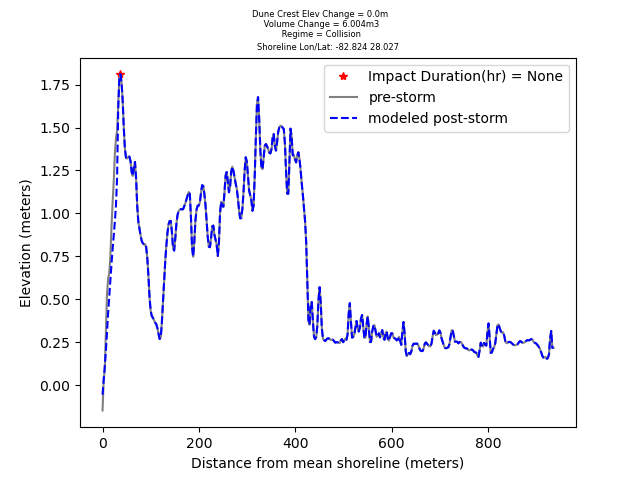 Dune Crest Elev Change = 0.0m
Volume Change = 6.004m3
Regime = Collision
Shoreline Lon/Lat: -82.824 28.027
Impact Duration(hr) = None
pre-storm
modeled post-storm
Elevation (meters)
1.75
1.50
1.25
1.00
0.75
0.50
0.25
0.00
0 200 400 600 800
Distance from mean shoreline (meters)